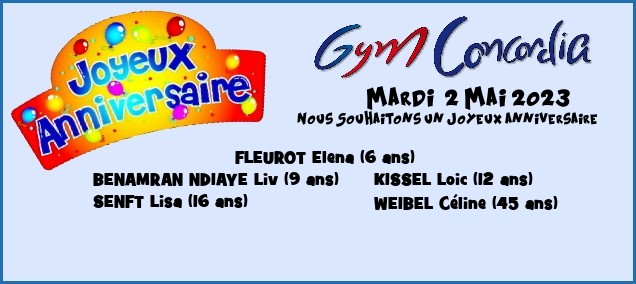 Joyeux
Anniversaire
Gym Concordia
Mardi 2 Mai 2023
Nous souhaitons un joyeux anniversaire
FLEUROT Elena (6 ans)
BENAMRAN NDIAYE Liv (9 ans) KISSEL Loic (12 ans)
SENFT Lisa (16 ans) WEIBEL Céline (45 ans)